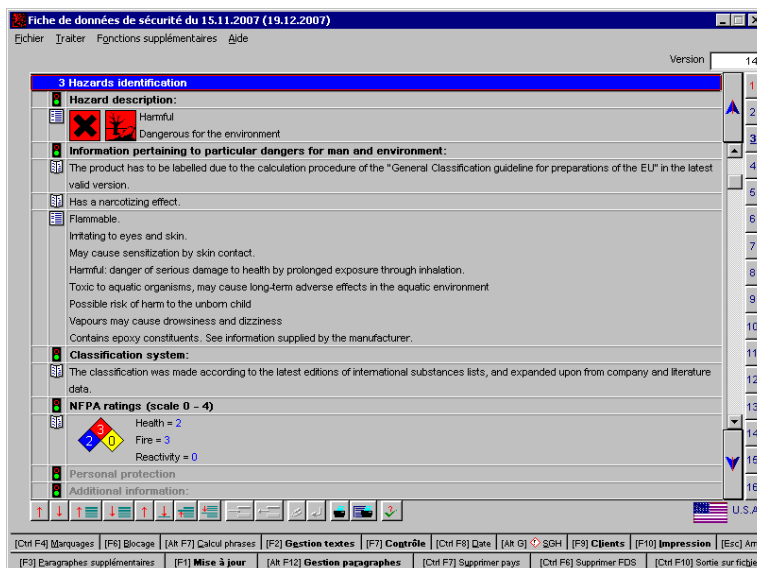 Fiche de données de sécurité du 15.11.2007 (19.12.2007)
Fichier Traiter Fonctions supplémentaires Aide
Version 14
3 Hazards identification
Hazard description:
Harmful
Dangerous for the environment
Information pertaining to particular dangers for man and environment:
The product has to be labelled due to the calculation procedure of the "General Classification guideline for preparations of the EU" in the latest
valid version.
Has a narcotizing effect.
Flammable.
Irritating to eyes and skin.
May cause sensitization by skin contact.
Harmful: danger of serious damage to health by prolonged exposure through inhalation.
Toxic to aquatic organisms, may cause long-term adverse effects in the aquatic environment
Possible risk of harm to the unborn child
Vapours may cause drowsiness and dizziness
Contains epoxy constituents. See information supplied by the manufacturer.
Classification system:
The classification was made according to the latest editions of international substances lists, and expanded upon from company and literature
data.
NFPA ratings (scale 0 - 4)
3
2 0
Health = 2
Fire = 3
Reactivity = 0
Personal protection
Additional information:
1
2
3
4
5
6
7
8
9
10
11
12
13
14
15
16
U.S.A
[Ctrl F4] Marquages [F6] Blocage [Alt F7] Calcul phrases [F2] Gestion textes [F7] Contrôle [Ctrl F8] Date [Alt G] SGH [F9] Clients [F10] Impression [Esc] Arr
[F3] Paragraphes supplémentaires [F1] Mise à jour [Alt F12] Gestion paragraphes [Ctrl F7] Supprimer pays [Ctrl F6] Supprimer FDS [Ctrl F10] Sortie sur fichie